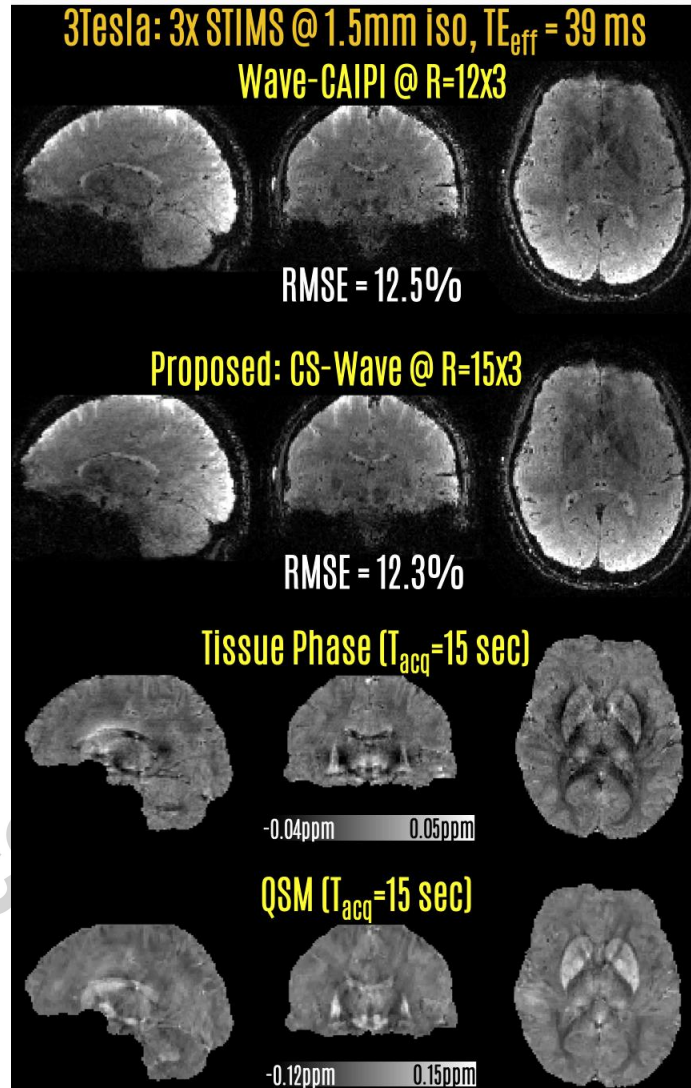 3Tesla: 3x STIMS @ 1.5mm iso, TEeff = 39 ms
Wave-CAIPI @ R=12x3
RMSE = 12.5%
Proposed: CS-Wave @ R=15x3
RMSE = 12.3%
Tissue Phase (Tacq=15 sec)
-0.04ppm 0.05ppm
QSM (Tacq=15 sec)
-0.12ppm 0.15ppm